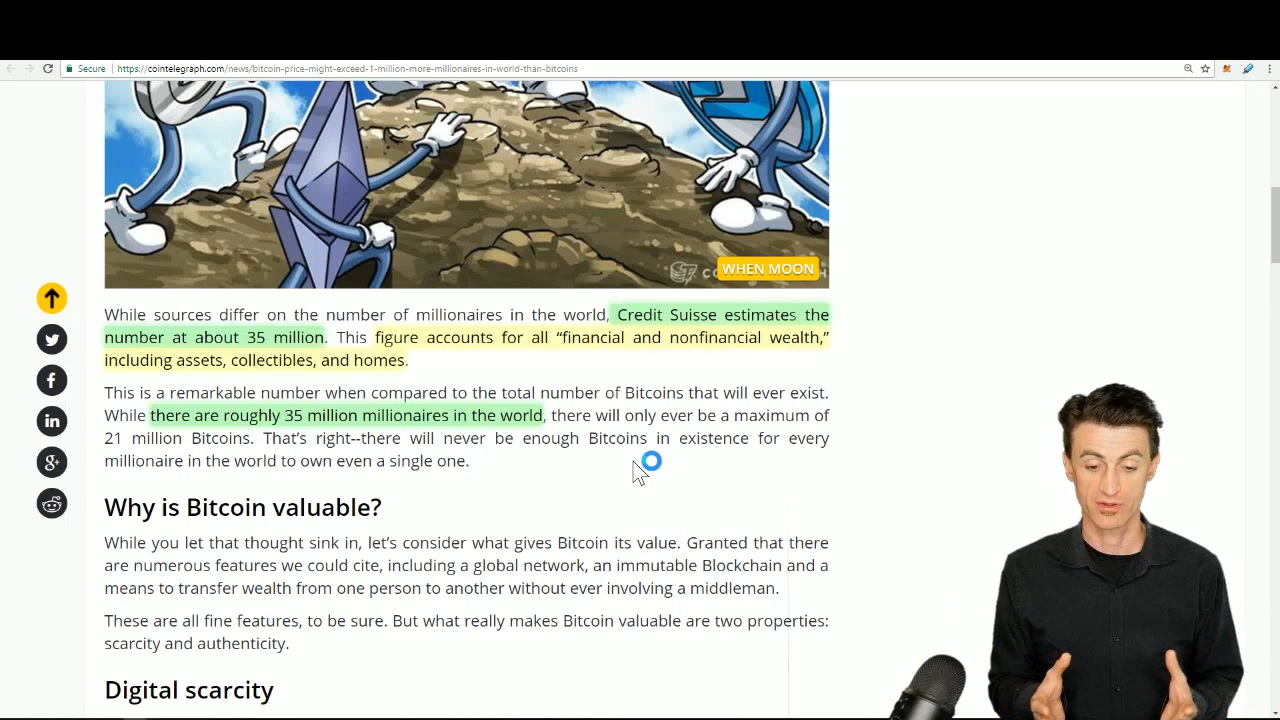 Secure
https://cointelegraph.com/news/bitcoin-price-might-exceed-1-million-more-millionaires-in-world-than-bitcoins
WHEN MOON
While sources differ on the number of millionaires in the world, Credit Suisse estimates the
number at about 35 million. This figure accounts for all “financial and nonfinancial wealth,”
including assets, collectibles, and homes.
This is a remarkable number when compared to the total number of Bitcoins that will ever exist.
While there are roughly 35 million millionaires in the world, there will only ever be a maximum of
21 million Bitcoins. That’s right--there will never be enough Bitcoins in existence for every
millionaire in the world to own even a single one.
Why is Bitcoin valuable?
While you let that thought sink in, let’s consider what gives Bitcoin its value. Granted that there
are numerous features we could cite, including a global network, an immutable Blockchain and a
means to transfer wealth from one person to another without ever involving a middleman.
These are all fine features, to be sure. But what really makes Bitcoin valuable are two properties:
scarcity and authenticity.
Digital scarcity